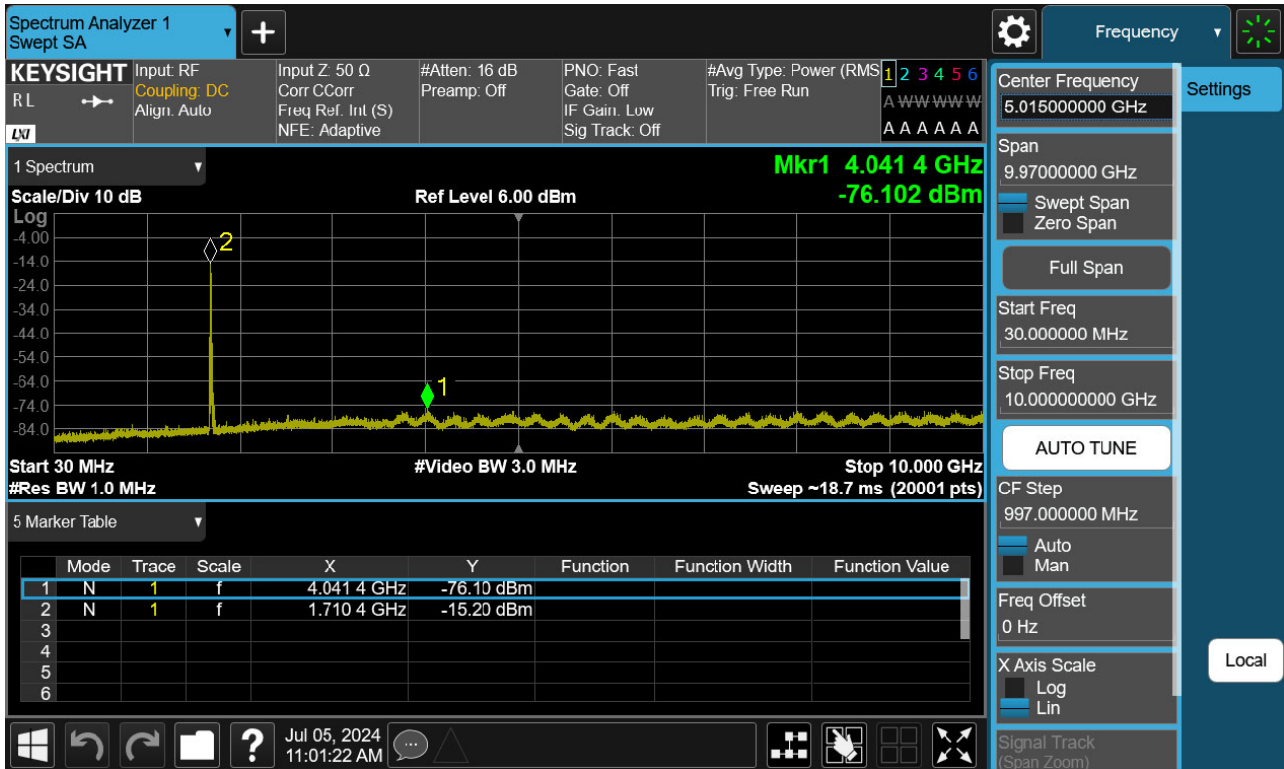 Spectrum Analyzer 1
Swept SA
+
Frequency
KEYSIGHT
RL
LXI
Input: RF
Coupling: DC
Align: Auto
Input Z: 50 Ω
Corr CCorr
Freq Ref: Int (S)
NFE: Adaptive
#Atten: 16 dB
Preamp: Off
PNO: Fast
Gate: Off
IF Gain: Low
Sig Track: Off
#Avg Type: Power (RMS
Trig: Free Run
1 2 3 4 5 6
A W W W W W
A A A A A A
1 Spectrum
Mkr1 4.041 4 GHz
Scale/Div 10 dB
Ref Level 6.00 dBm
-76.102 dBm
Log
-4.00
-14.0
-24.0
-34.0
-44.0
-54.0
-64.0
-74.0
-84.0
2
1
Start 30 MHz
#Video BW 3.0 MHz
Stop 10.000 GHz
#Res BW 1.0 MHz
Sweep ~18.7 ms (20001 pts)
5 Marker Table
Mode Trace Scale X Y Function Function Width Function Value
1 N 1 f 4.041 4 GHz -76.10 dBm
2 N 1 f 1.710 4 GHz -15.20 dBm
3
4
5
6
Jul 05, 2024
11:01:22 AM
?
Center Frequency
5.015000000 GHz
Settings
Span
9.97000000 GHz
Swept Span
Zero Span
Full Span
Start Freq
30.000000 MHz
Stop Freq
10.000000000 GHz
AUTO TUNE
CF Step
997.000000 MHz
Auto
Man
Freq Offset
0 Hz
X Axis Scale
Log
Lin
Local
Signal Track
(Span Zoom)